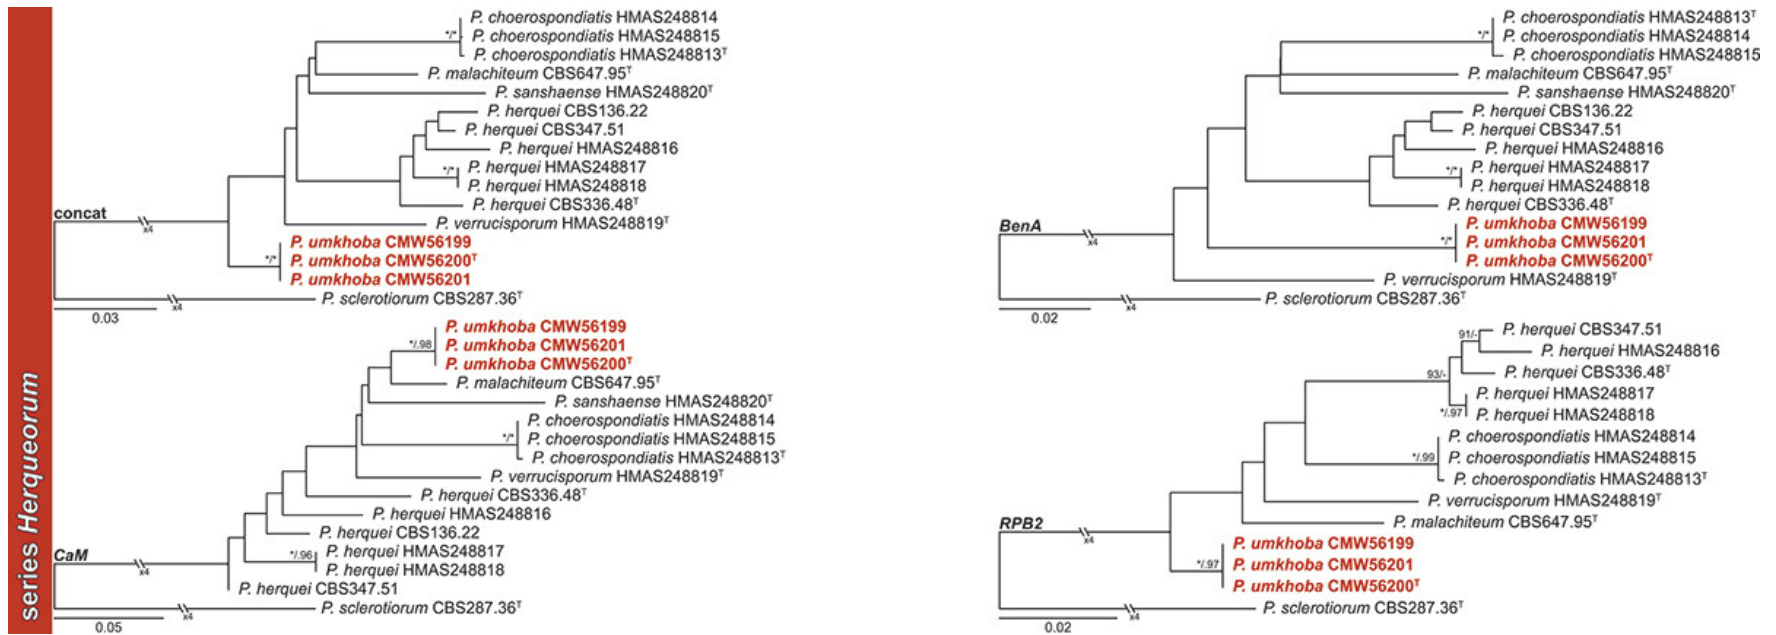 series Herqueorum
P. choerospondiatis HMAS248814
P. choerospondiatis HMAS248815
*/*
P. choerospondiatis HMAS248813ᵀ
P. malachiteum CBS647.95ᵀ
P. sanshaense HMAS248820ᵀ
P. herquei CBS136.22
P. herquei CBS347.51
P. herquei HMAS248816
P. herquei HMAS248817
*/*
P. herquei HMAS248818
P. herquei CBS336.48ᵀ
concat
x4
P. verrucisporum HMAS248819ᵀ
P. umkhoba CMW56199
*/*
P. umkhoba CMW56200ᵀ
P. umkhoba CMW56201
x4
P. sclerotiorum CBS287.36ᵀ
0.03
P. umkhoba CMW56199
*/.98
P. umkhoba CMW56201
P. umkhoba CMW56200ᵀ
P. malachiteum CBS647.95ᵀ
P. sanshaense HMAS248820ᵀ
P. choerospondiatis HMAS248814
*/*
P. choerospondiatis HMAS248815
P. choerospondiatis HMAS248813ᵀ
P. verrucisporum HMAS248819ᵀ
P. herquei CBS336.48ᵀ
P. herquei HMAS248816
P. herquei CBS136.22
CaM
x4
*/.96
P. herquei HMAS248817
P. herquei HMAS248818
P. herquei CBS347.51
x4
P. sclerotiorum CBS287.36ᵀ
0.05
P. choerospondiatis HMAS248813ᵀ
*/*
P. choerospondiatis HMAS248814
P. choerospondiatis HMAS248815
P. malachiteum CBS647.95ᵀ
P. sanshaense HMAS248820ᵀ
P. herquei CBS136.22
P. herquei CBS347.51
P. herquei HMAS248816
P. herquei HMAS248817
*/*
P. herquei HMAS248818
P. herquei CBS336.48ᵀ
BenA
x4
P. umkhoba CMW56199
*/*
P. umkhoba CMW56201
P. umkhoba CMW56200ᵀ
P. verrucisporum HMAS248819ᵀ
x4
P. sclerotiorum CBS287.36ᵀ
0.02
91/-
P. herquei CBS347.51
P. herquei HMAS248816
93/-
P. herquei CBS336.48ᵀ
P. herquei HMAS248817
*/.97
P. herquei HMAS248818
P. choerospondiatis HMAS248814
*/.99
P. choerospondiatis HMAS248815
P. choerospondiatis HMAS248813ᵀ
P. verrucisporum HMAS248819ᵀ
P. malachiteum CBS647.95ᵀ
RPB2
x4
P. umkhoba CMW56199
*/.97
P. umkhoba CMW56201
P. umkhoba CMW56200ᵀ
x4
P. sclerotiorum CBS287.36ᵀ
0.02